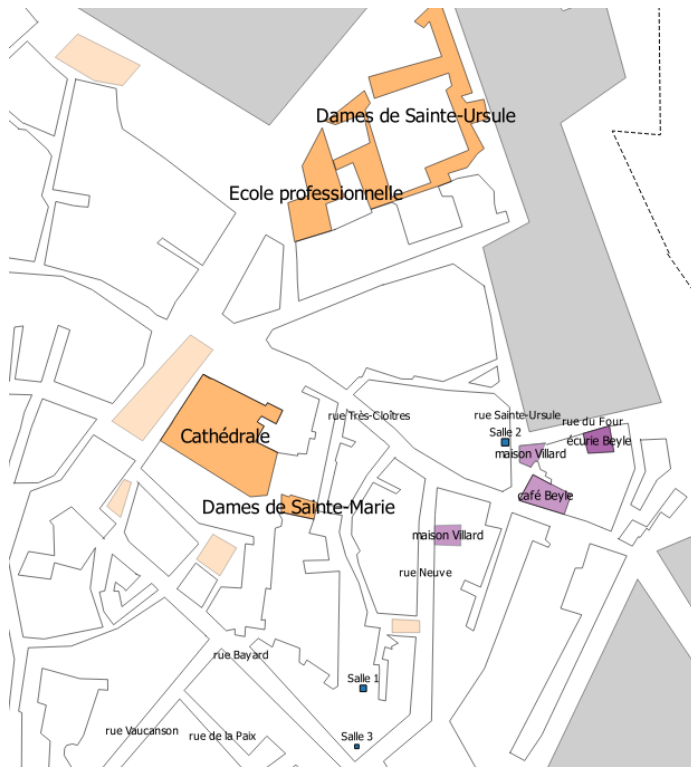 Dames de Sainte-Ursule
Ecole professionnelle
rue Très-Cloîtres
rue Sainte-Ursule
rue du Four
Salle 2
Cathédrale
écurie Beyle
maison Villard
café Beyle
Dames de Sainte-Marie
maison Villard
rue Neuve
rue Bayard
Salle 1
rue Vaucanson
rue de la Paix
Salle 3